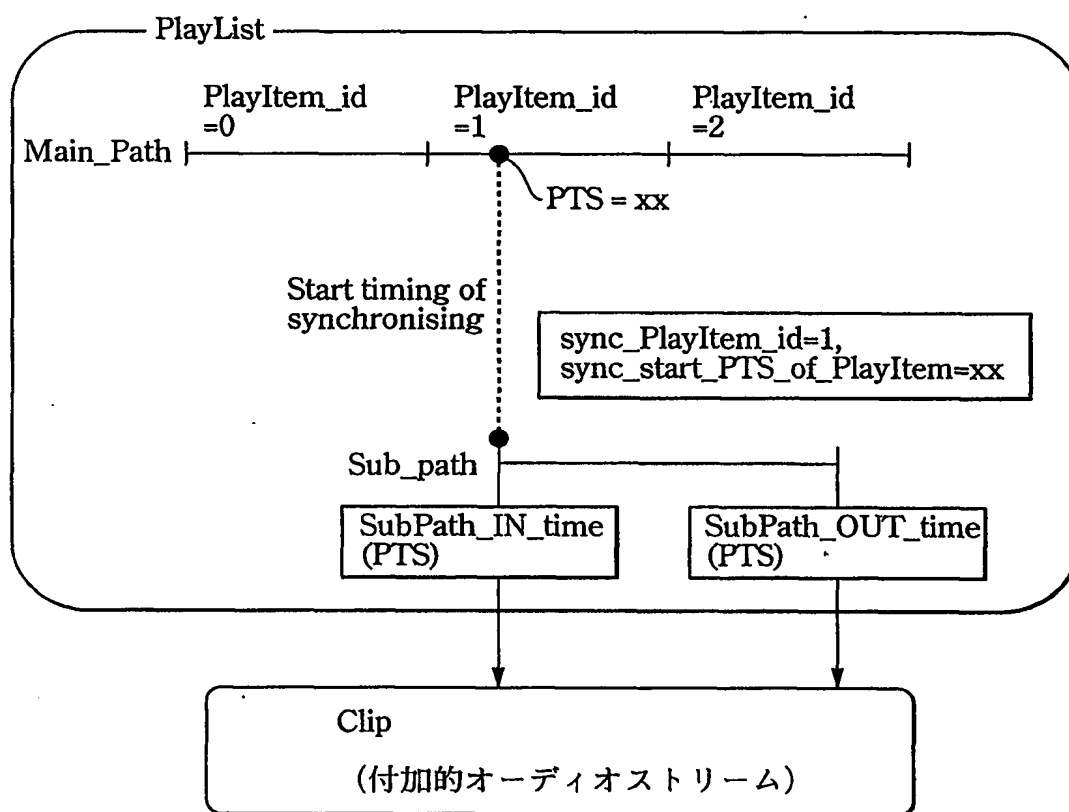 PlayList
PlayItem_id
=0
PlayItem_id
=1
PlayItem_id
=2
Main_Path
PTS = xx
Start timing of
synchronising
sync_PlayItem_id=1,
sync_start_PTS_of_PlayItem=xx
Sub_path
SubPath_IN_time
(PTS)
SubPath_OUT_time
(PTS)
Clip
(付加的オーディオストリーム)